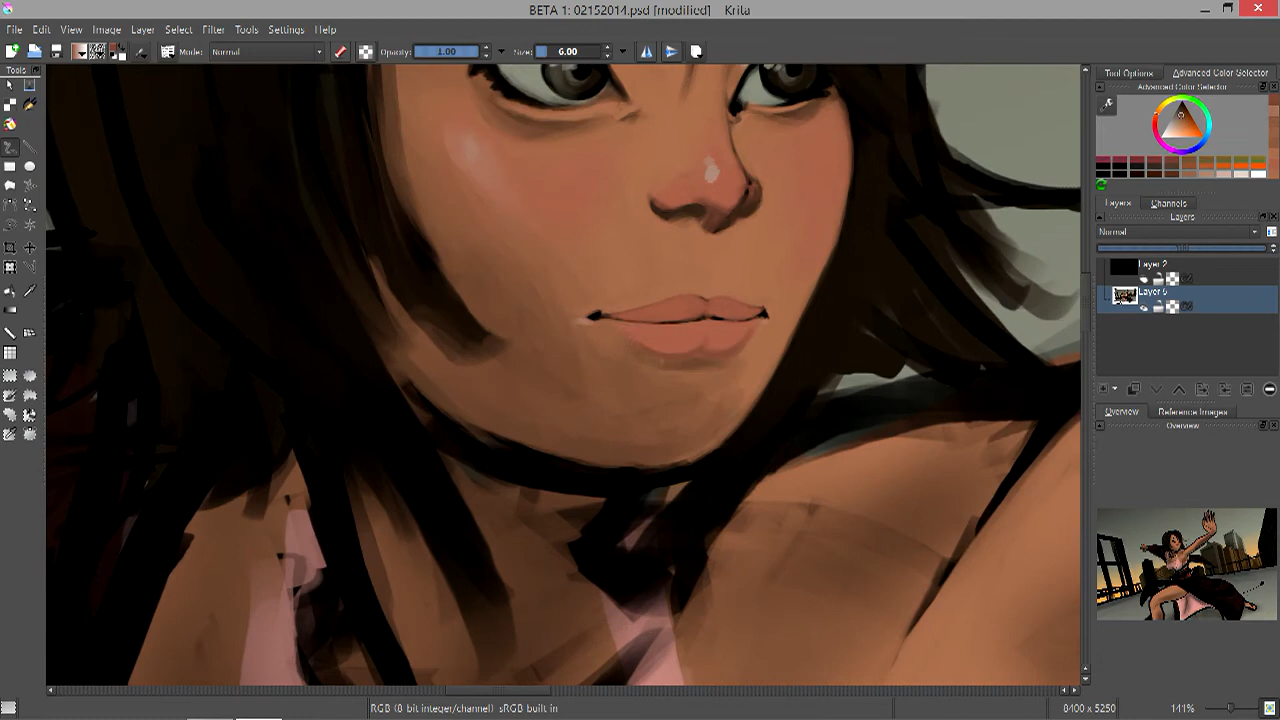 BETA 1: 02152014.psd [modified] - Krita
File Edit View Image Layer Select Filter Tools Settings Help
Mode: Normal Opacity: 1.00 Size: 6.00
Tools
Tool Options Advanced Color Selector
Advanced Color Selector
Layers Channels
Layers
Normal
Layer 2
Layer 5
Overview Reference Images
Overview
RGB (8 bit integer/channel) sRGB built in 8400 x 5250 141%